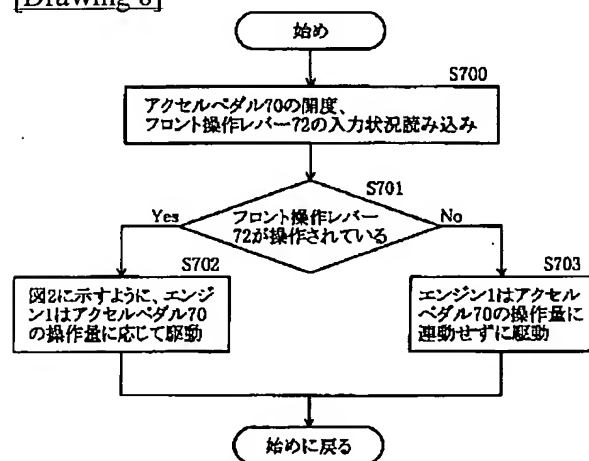 [Drawing 6]
始め
S700
アクセルペダル70の開度、
フロント操作レバー72の入力状況読み込み
S701
フロント操作レバー
72が操作されている
Yes
No
S702
図2に示すように、エンジ
ン1はアクセルペダル70
の操作量に応じて駆動
S703
エンジン1はアクセル
ペダル70の操作量に
連動せずに駆動
始めに戻る